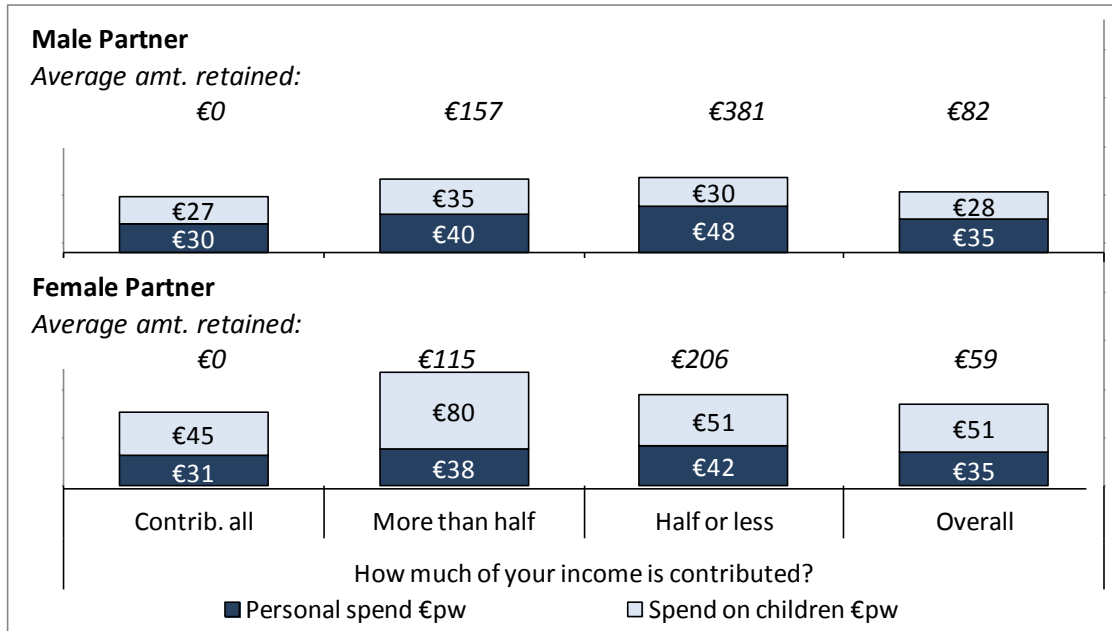 Male Partner
Average amt. retained:
€0 €157 €381 €82
€27 €35 €30 €28
€30 €40 €48 €35
Female Partner
Average amt. retained:
€0 €115 €206 €59
€45 €80 €51 €51
€31 €38 €42 €35
Contrib. all More than half Half or less Overall
How much of your income is contributed?
Personal spend €pw Spend on children €pw